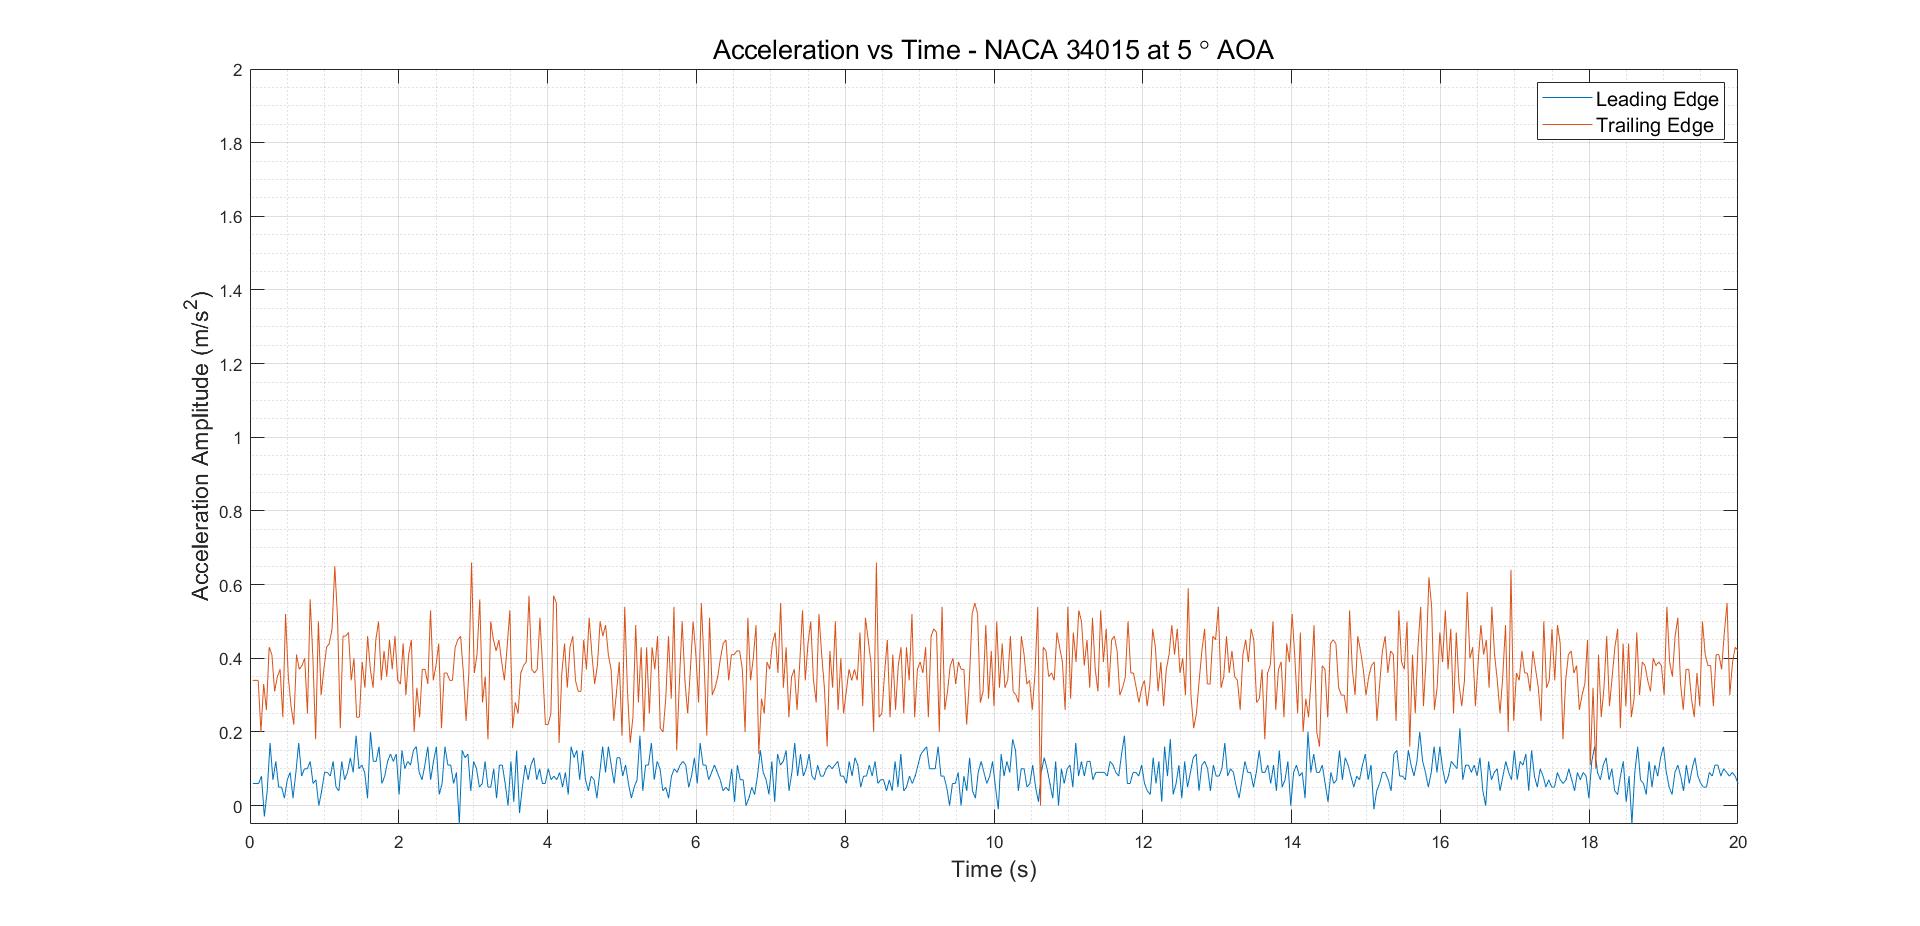 Acceleration vs Time - NACA 34015 at 5 ° AOA
Leading Edge
Trailing Edge
Acceleration Amplitude (m/s²)
2
1.8
1.6
1.4
1.2
1
0.8
0.6
0.4
0.2
0
0 2 4 6 8 10 12 14 16 18 20
Time (s)